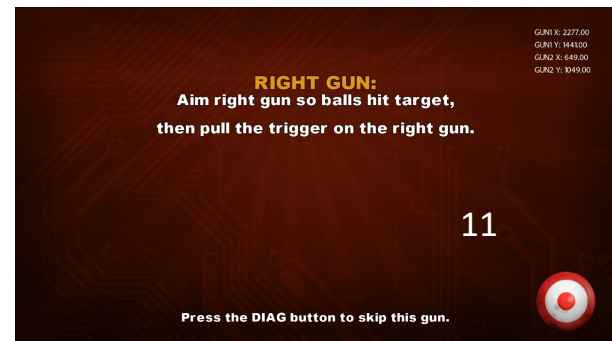 GUN1 X: 2277.00
GUN1 Y: 1441.00
GUN2 X: 649.00
GUN2 Y: 1049.00
RIGHT GUN:
Aim right gun so balls hit target,
then pull the trigger on the right gun.
11
Press the DIAG button to skip this gun.